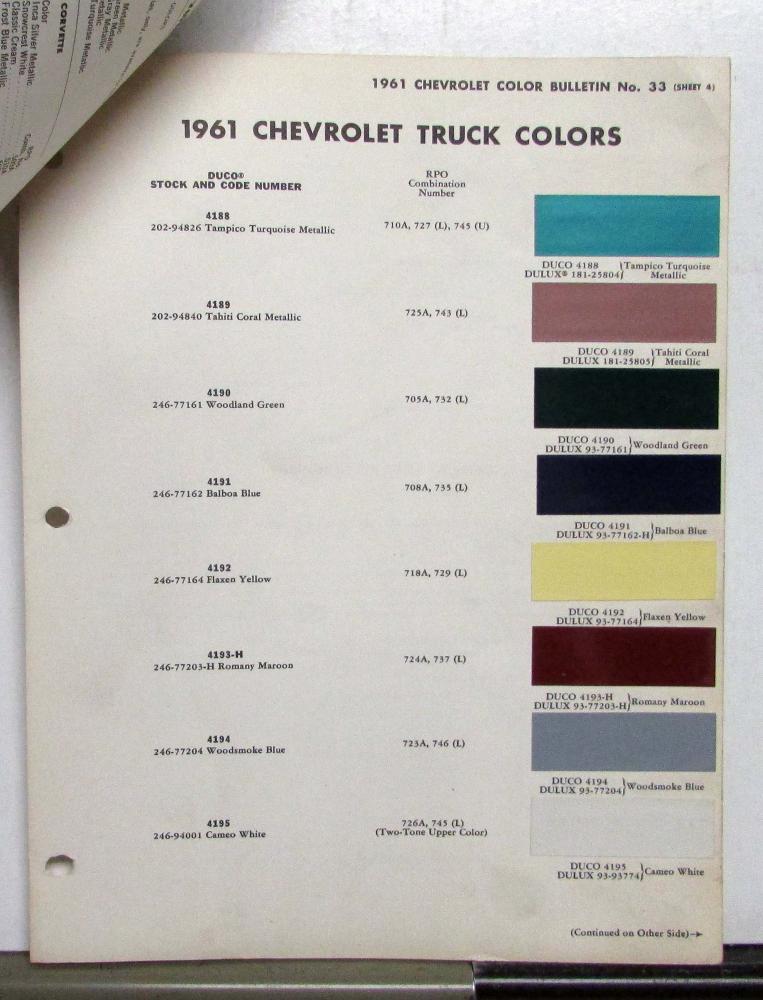 CORVETTE
Color
Inca Silver Metallic
Snowcrest White
Classic Cream
Frost Blue Metallic
1961 CHEVROLET COLOR BULLETIN No. 33 (SHEET 4)
1961 CHEVROLET TRUCK COLORS
DUCO®
STOCK AND CODE NUMBER
RPO
Combination
Number
4188
202-94826 Tampico Turquoise Metallic
710A, 727 (L), 745 (U)
DUCO 4188 } Tampico Turquoise
DULUX® 181-25804 Metallic
4189
202-94840 Tahiti Coral Metallic
725A, 743 (L)
DUCO 4189 } Tahiti Coral
DULUX 181-25805 Metallic
4190
246-77161 Woodland Green
705A, 732 (L)
DUCO 4190
DULUX 93-77161 } Woodland Green
4191
246-77162 Balboa Blue
708A, 735 (L)
DUCO 4191
DULUX 93-77162-H } Balboa Blue
4192
246-77164 Flaxen Yellow
718A, 729 (L)
DUCO 4192
DULUX 93-77164 } Flaxen Yellow
4193-H
246-77203-H Romany Maroon
724A, 737 (L)
DUCO 4193-H
DULUX 93-77203-H } Romany Maroon
4194
246-77204 Woodsmoke Blue
723A, 746 (L)
DUCO 4194
DULUX 93-77204 } Woodsmoke Blue
4195
246-94001 Cameo White
726A, 745 (L)
(Two-Tone Upper Color)
DUCO 4195
DULUX 93-93774 } Cameo White
(Continued on Other Side)→